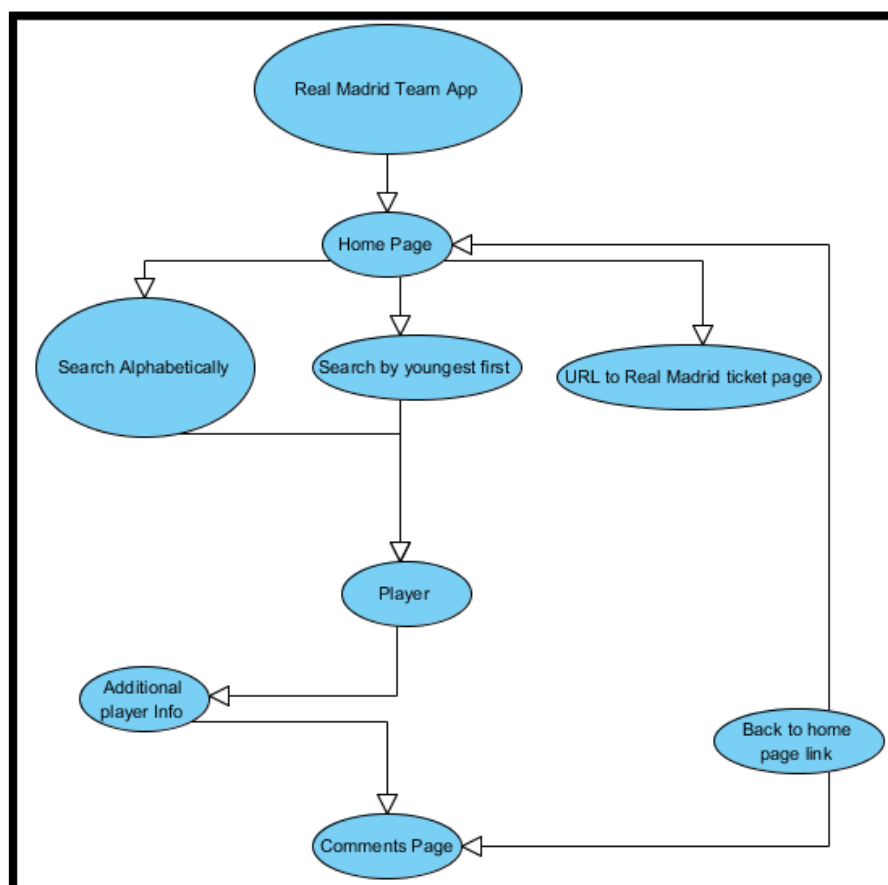 Real Madrid Team App
Home Page
Search Alphabetically
Search by youngest first
URL to Real Madrid ticket page
Player
Additional
player Info
Back to home
page link
Comments Page